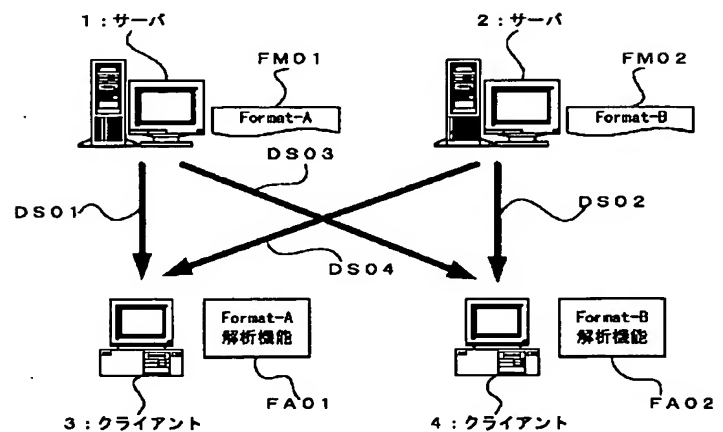 1:サーバ
2:サーバ
FM01
FM02
Format-A
Format-B
DS03
DS01
DS02
DS04
Format-A
解析機能
Format-B
解析機能
FA01
FA02
3:クライアント
4:クライアント